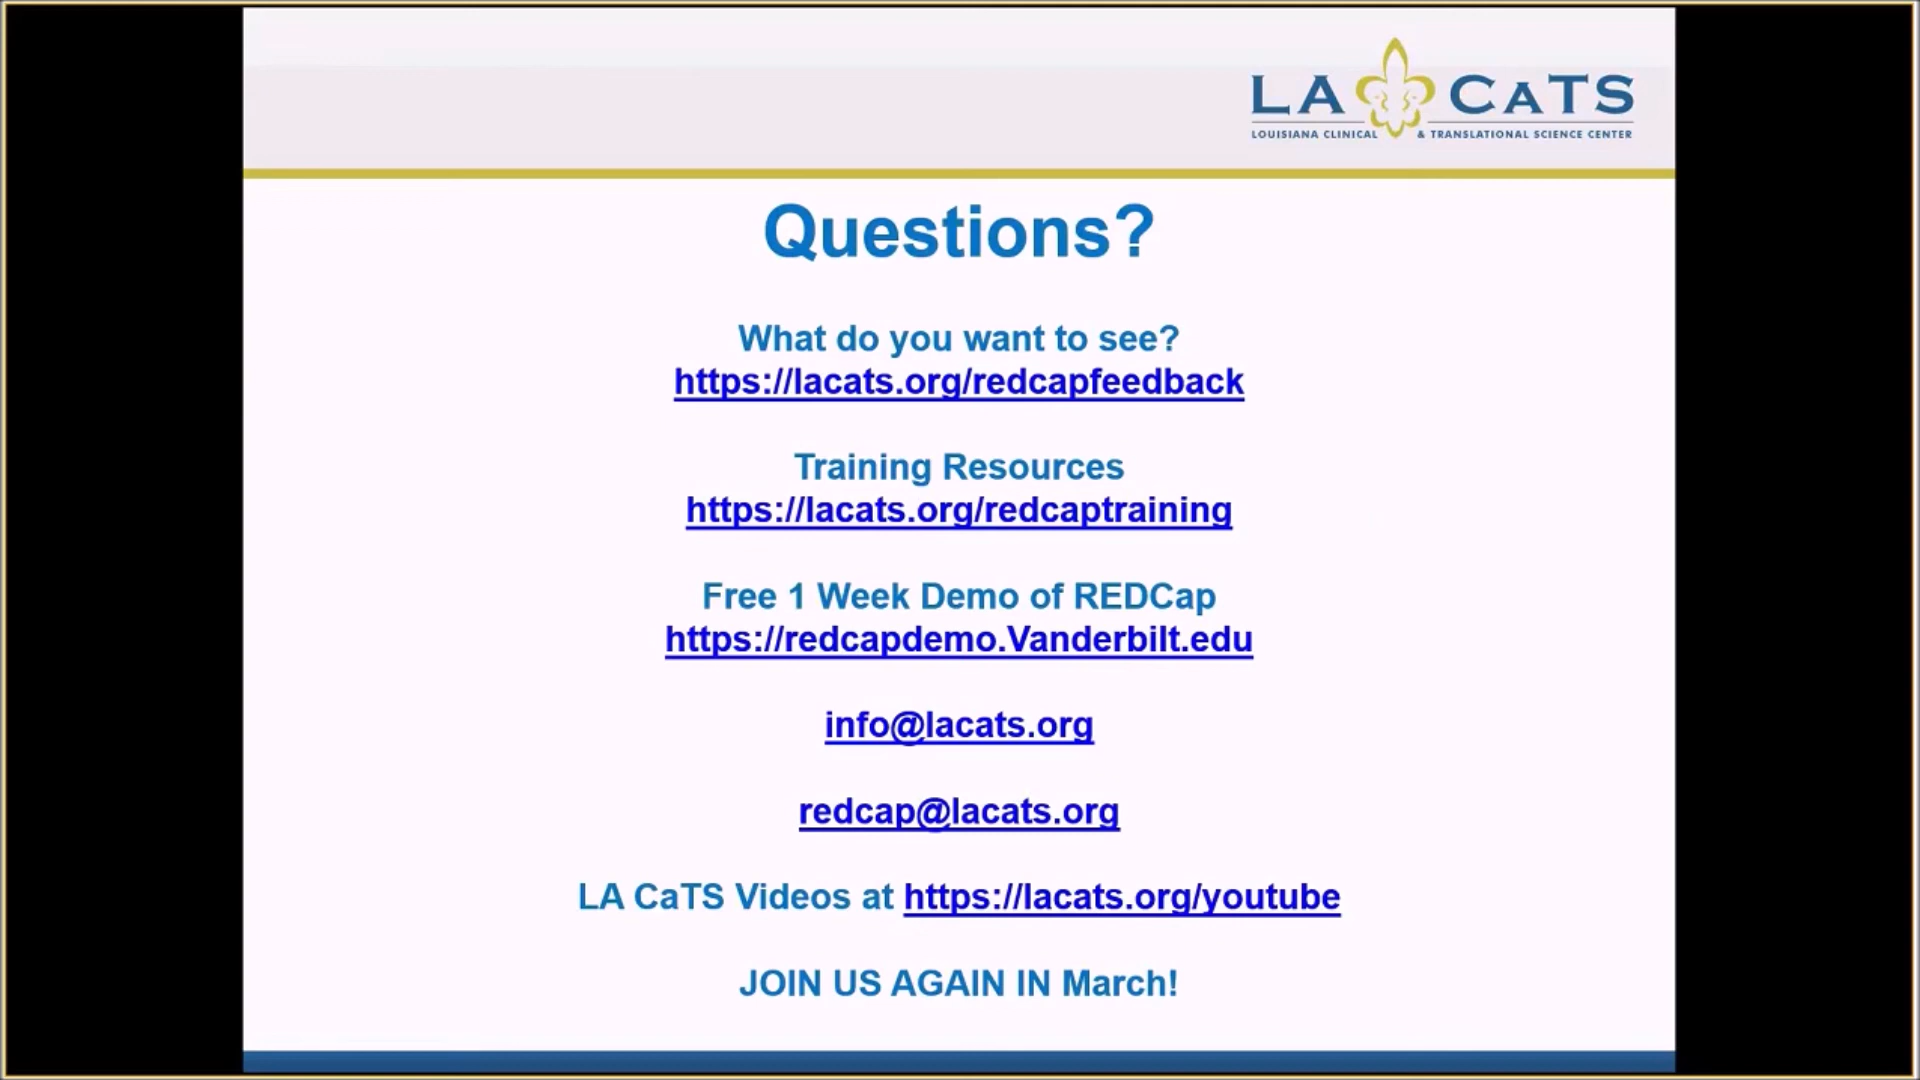 LA CATS
LOUISIANA CLINICAL & TRANSLATIONAL SCIENCE CENTER
Questions?
What do you want to see?
https://lacats.org/redcapfeedback
Training Resources
https://lacats.org/redcaptraining
Free 1 Week Demo of REDCap
https://redcapdemo.Vanderbilt.edu
info@lacats.org
redcap@lacats.org
LA CaTS Videos at https://lacats.org/youtube
JOIN US AGAIN IN March!